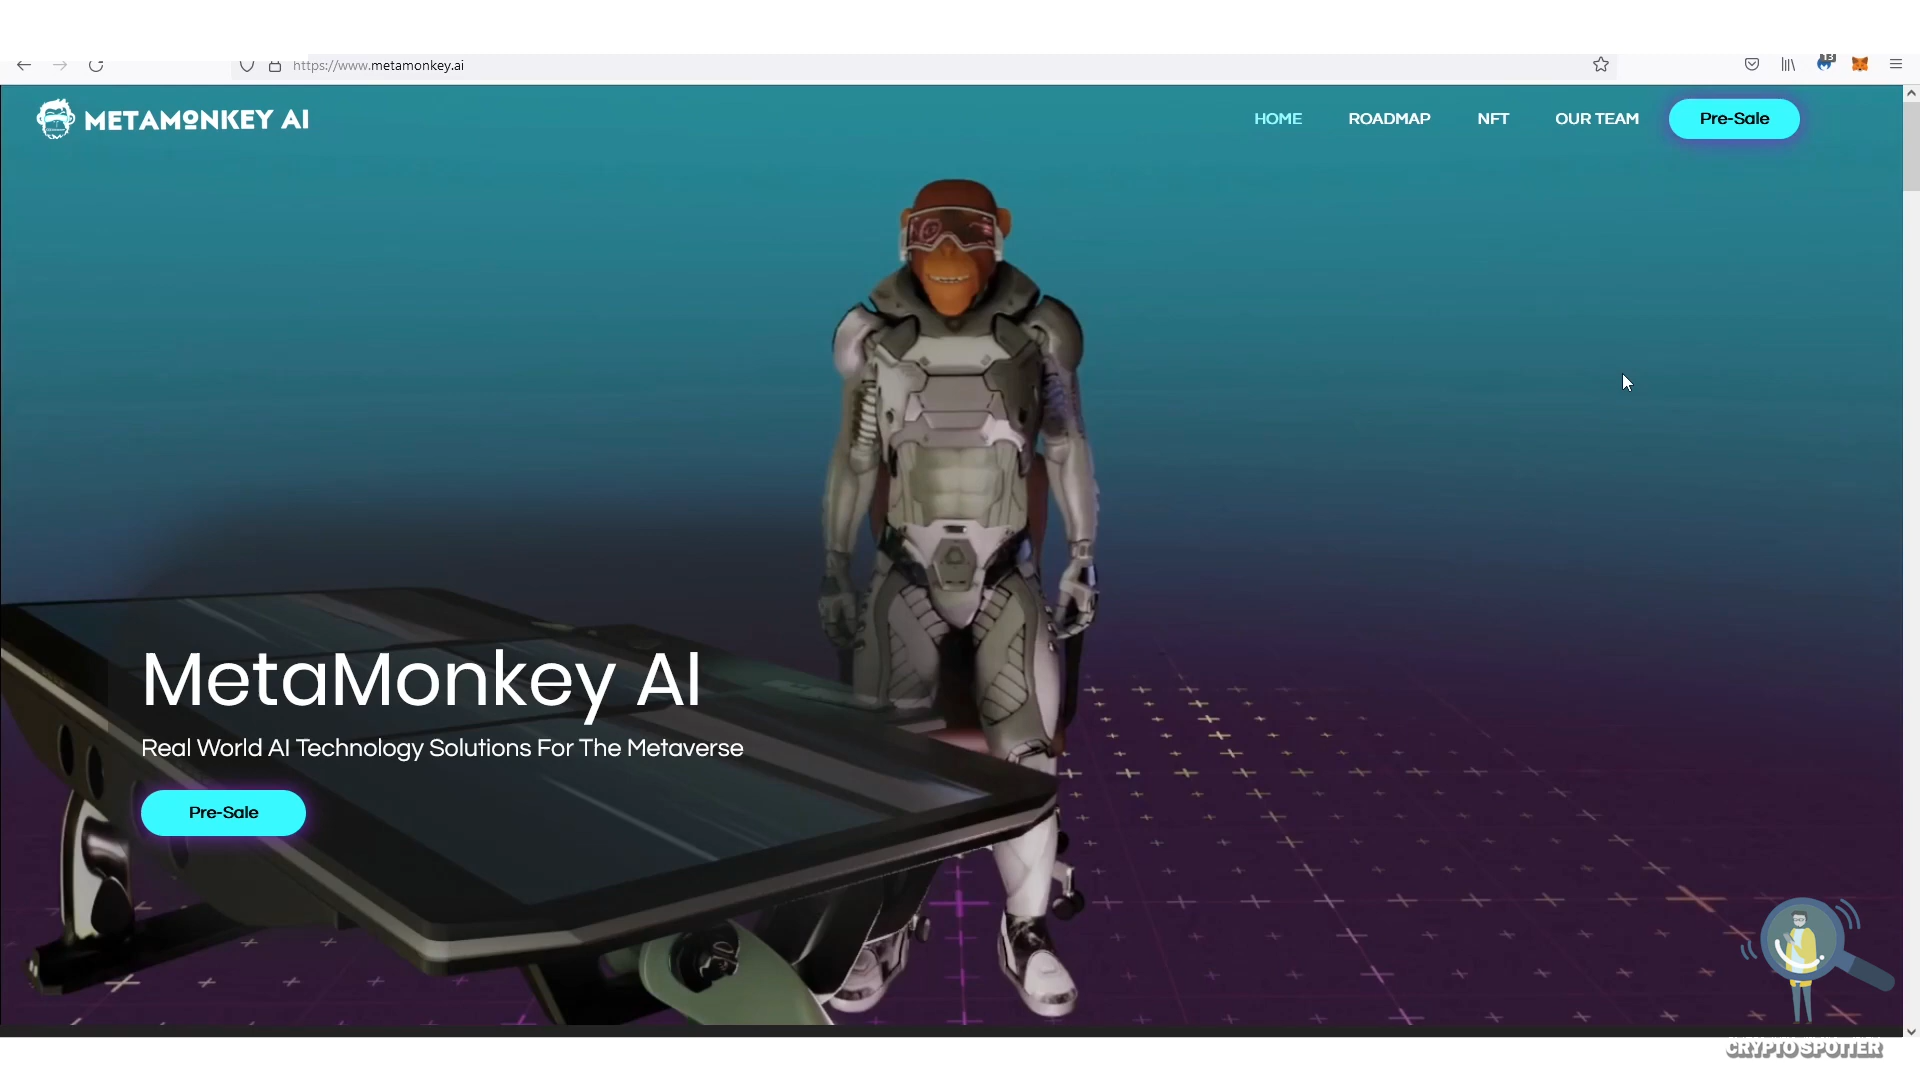 https://www.metamonkey.ai
13
METAMONKEY AI
HOME
ROADMAP
NFT
OUR TEAM
Pre-Sale
MetaMonkey AI
Real World AI Technology Solutions For The Metaverse
Pre-Sale
CRYPTO SPOTTER